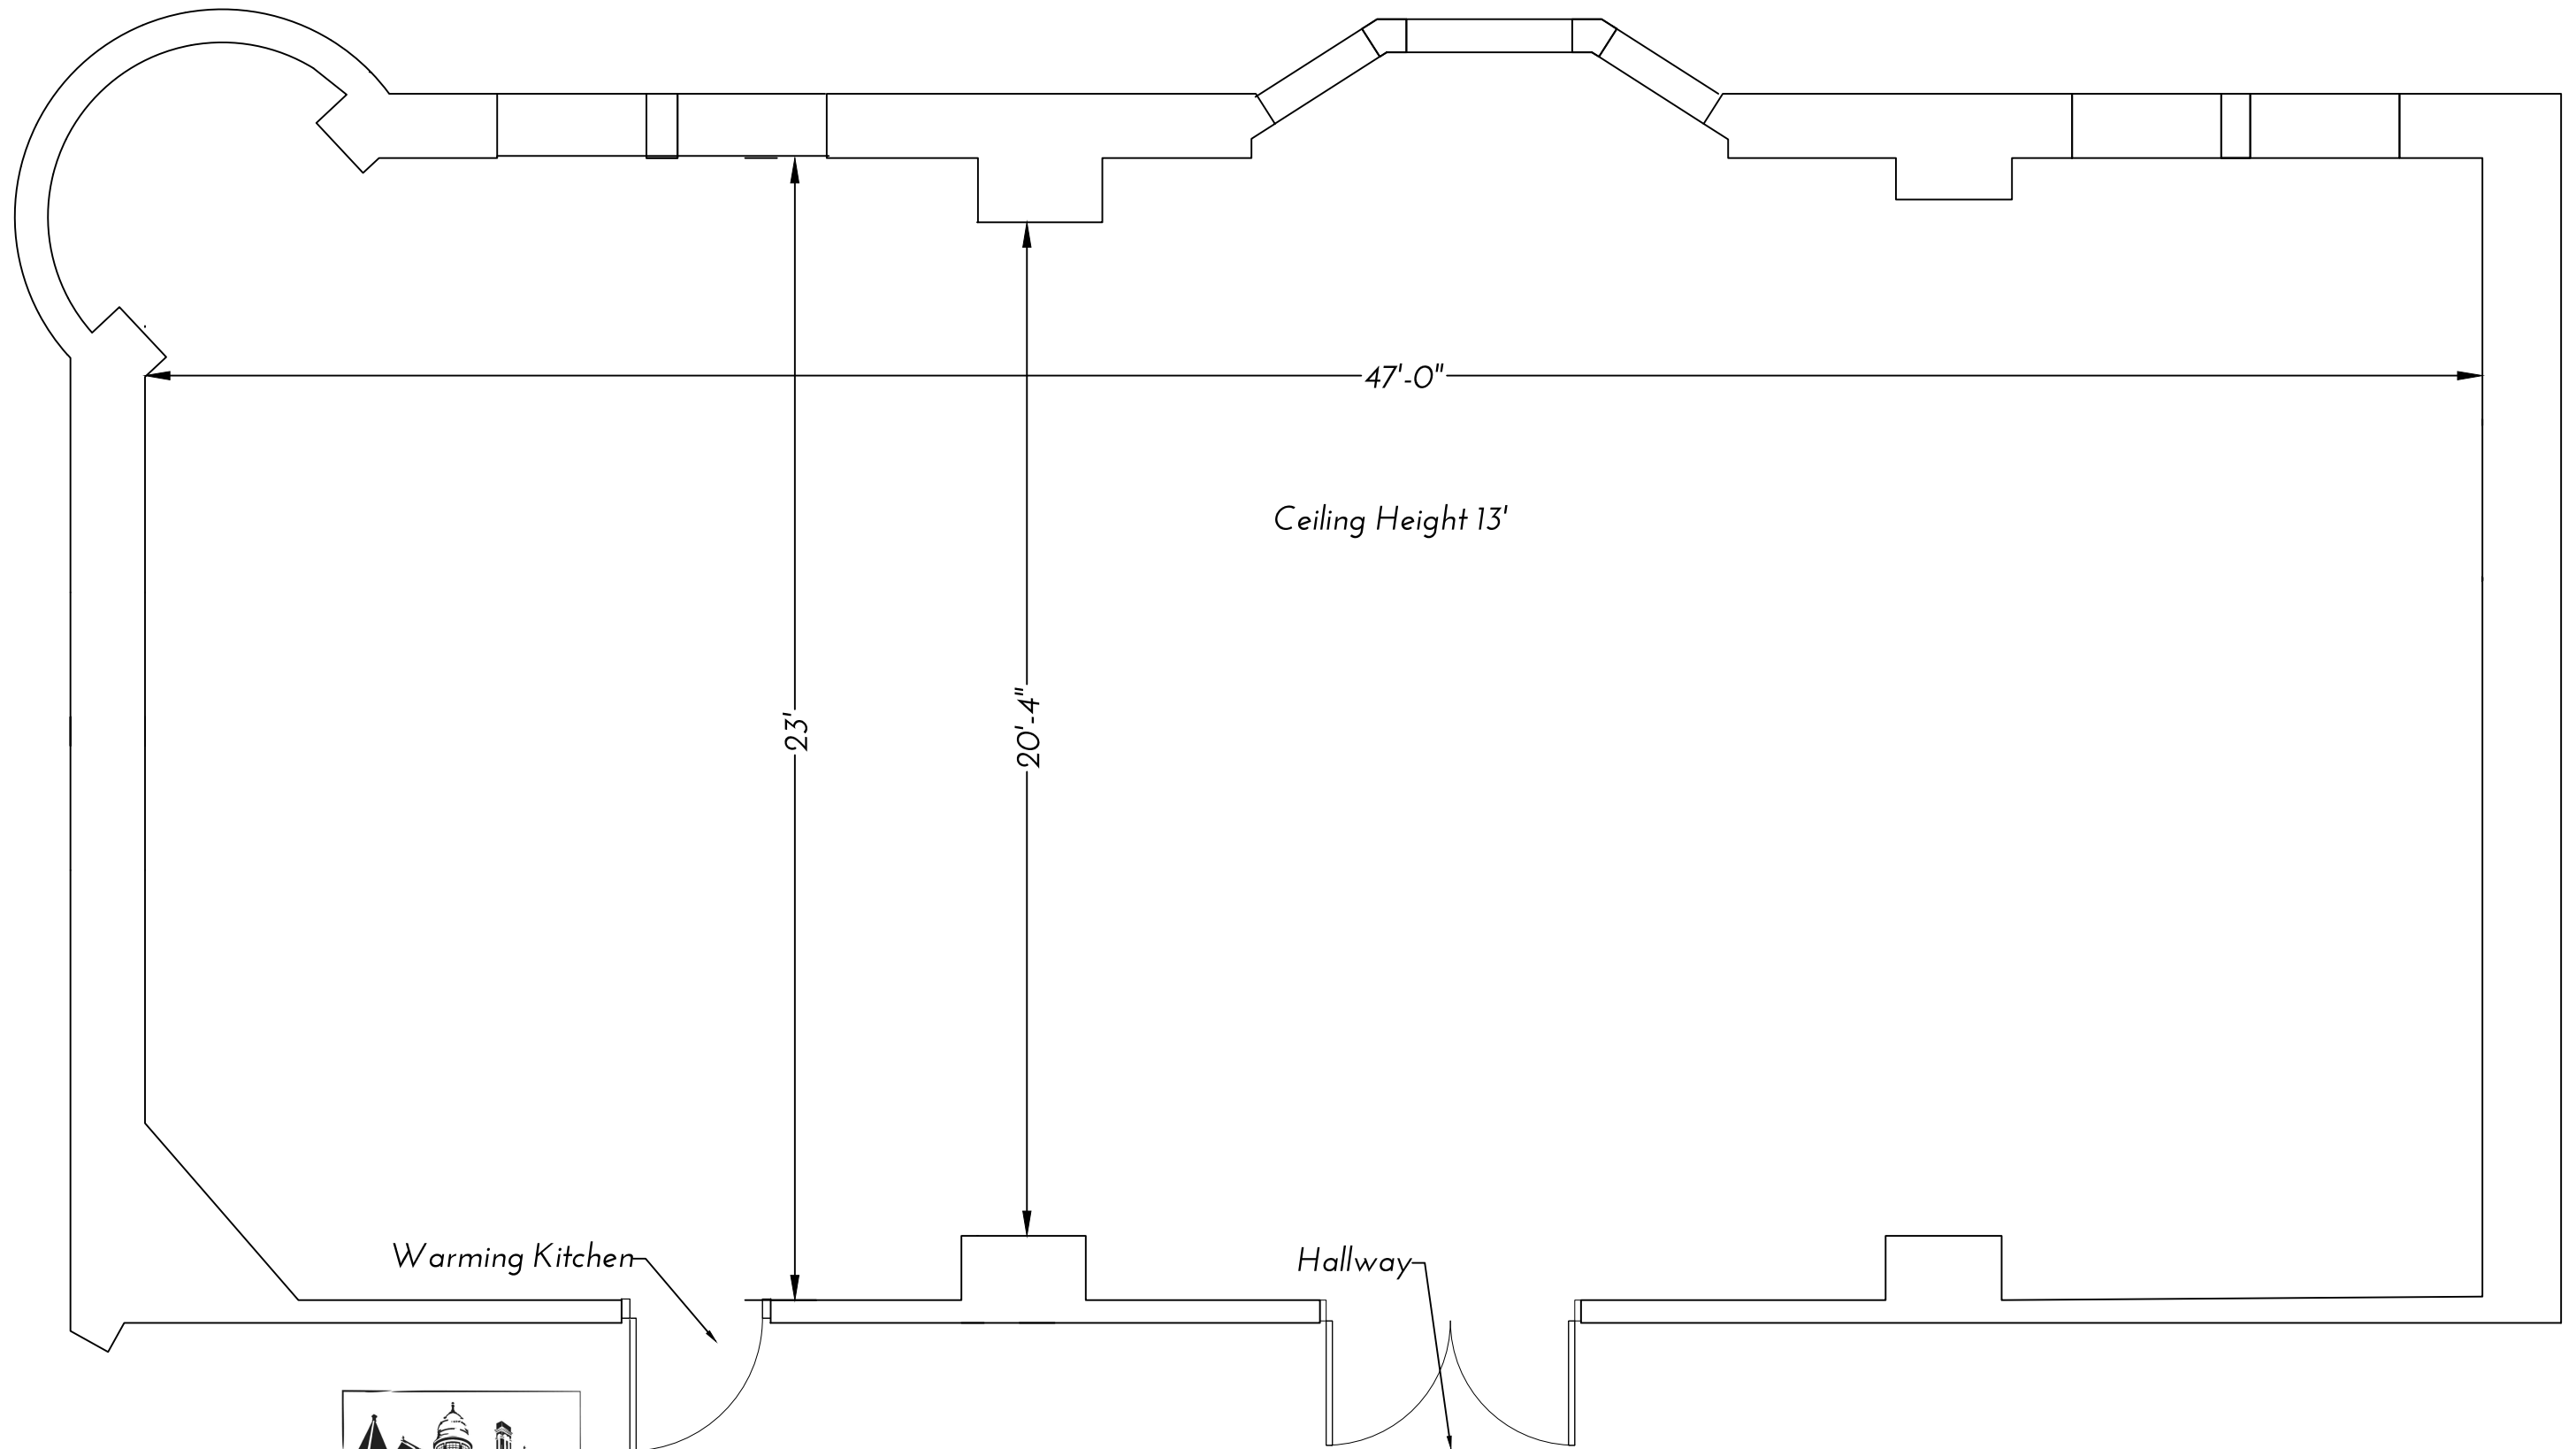 47'-0"
Ceiling Height 13'
23'
20'-4"
Warming Kitchen
Hallway